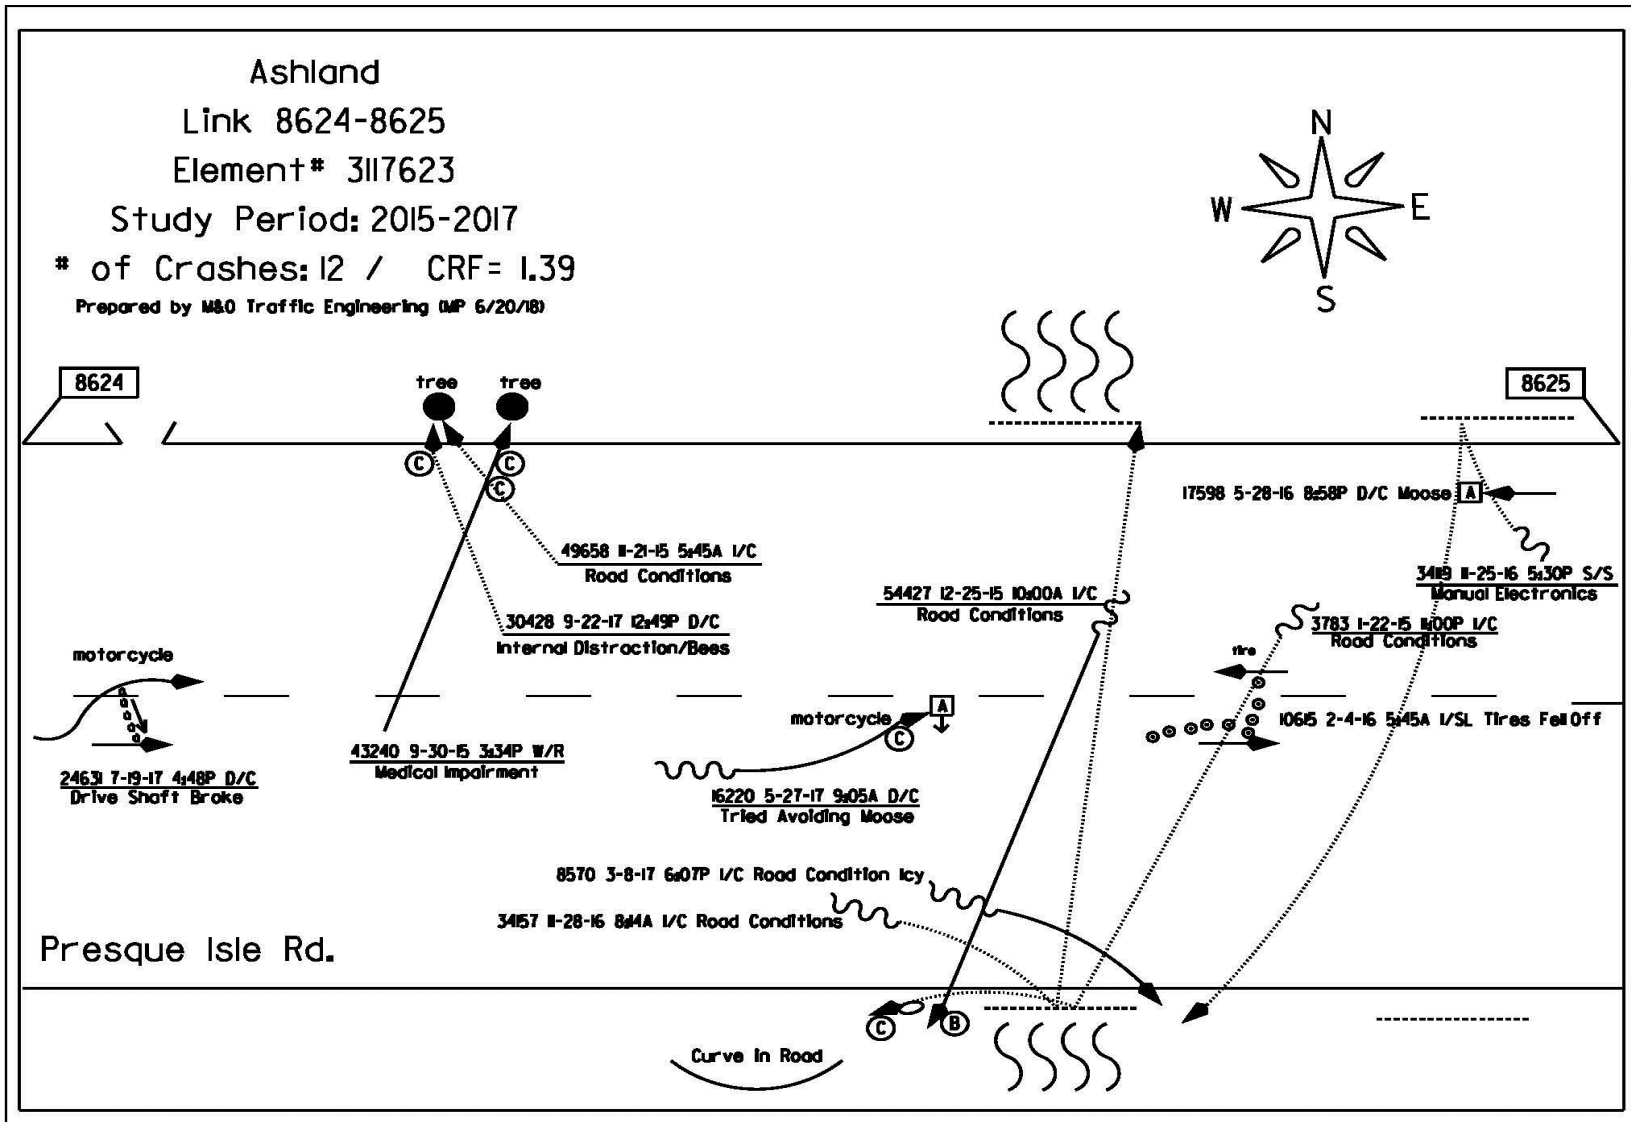 Ashland
Link 8624-8625
Element# 3117623
Study Period: 2015-2017
# of Crashes: 12 / CRF= 1.39
Prepared by M&O Traffic Engineering (MP 6/20/18)
N
W E
S
8624
tree tree
8625
C C
C
17598 5-28-16 8:58P D/C Moose A
49658 11-21-15 5:45A I/C
Road Conditions
34119 11-25-16 5:30P S/S
Manual Electronics
54427 12-25-15 10:00A I/C
Road Conditions
30428 9-22-17 12:49P D/C
Internal Distraction/Bees
3783 1-22-15 11:00P I/C
Road Conditions
motorcycle
tire
motorcycle A
C
10615 2-4-16 5:45A I/SL Tires Fell Off
43240 9-30-15 3:34P W/R
Medical Impairment
24631 7-19-17 4:48P D/C
Drive Shaft Broke
16220 5-27-17 9:05A D/C
Tried Avoiding Moose
8570 3-8-17 6:07P I/C Road Condition Icy
34157 11-28-16 8:14A I/C Road Conditions
Presque Isle Rd.
C B
Curve in Road